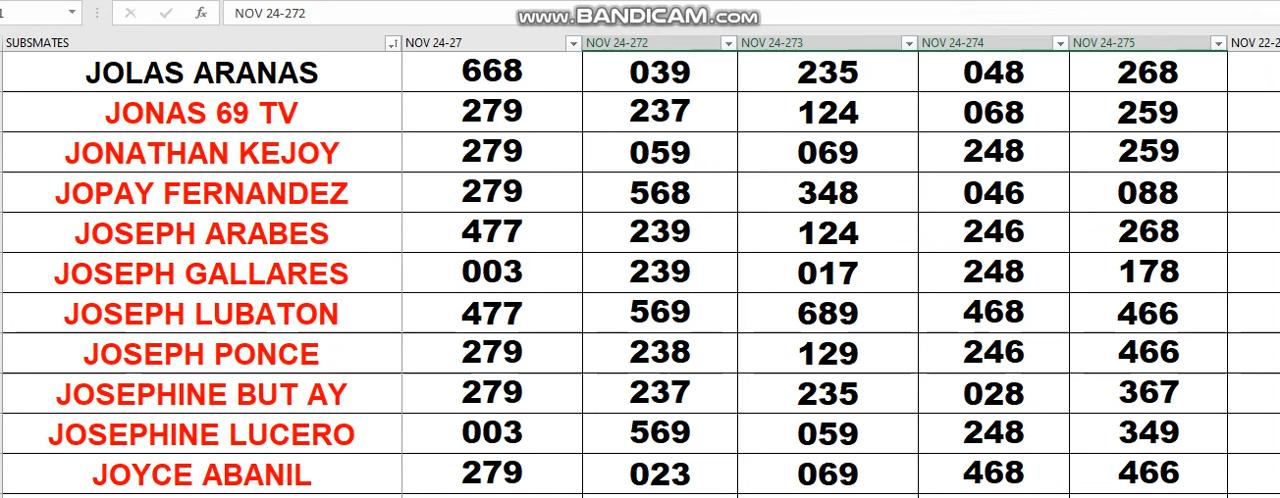 www.BANDICAM.com
NOV 24-272
SUBSMATES NOV 24-27 NOV 24-272 NOV 24-273 NOV 24-274 NOV 24-275 NOV 22-2
JOLAS ARANAS 668 039 235 048 268
JONAS 69 TV 279 237 124 068 259
JONATHAN KEJOY 279 059 069 248 259
JOPAY FERNANDEZ 279 568 348 046 088
JOSEPH ARABES 477 239 124 246 268
JOSEPH GALLARES 003 239 017 248 178
JOSEPH LUBATON 477 569 689 468 466
JOSEPH PONCE 279 238 129 246 466
JOSEPHINE BUT AY 279 237 235 028 367
JOSEPHINE LUCERO 003 569 059 248 349
JOYCE ABANIL 279 023 069 468 466